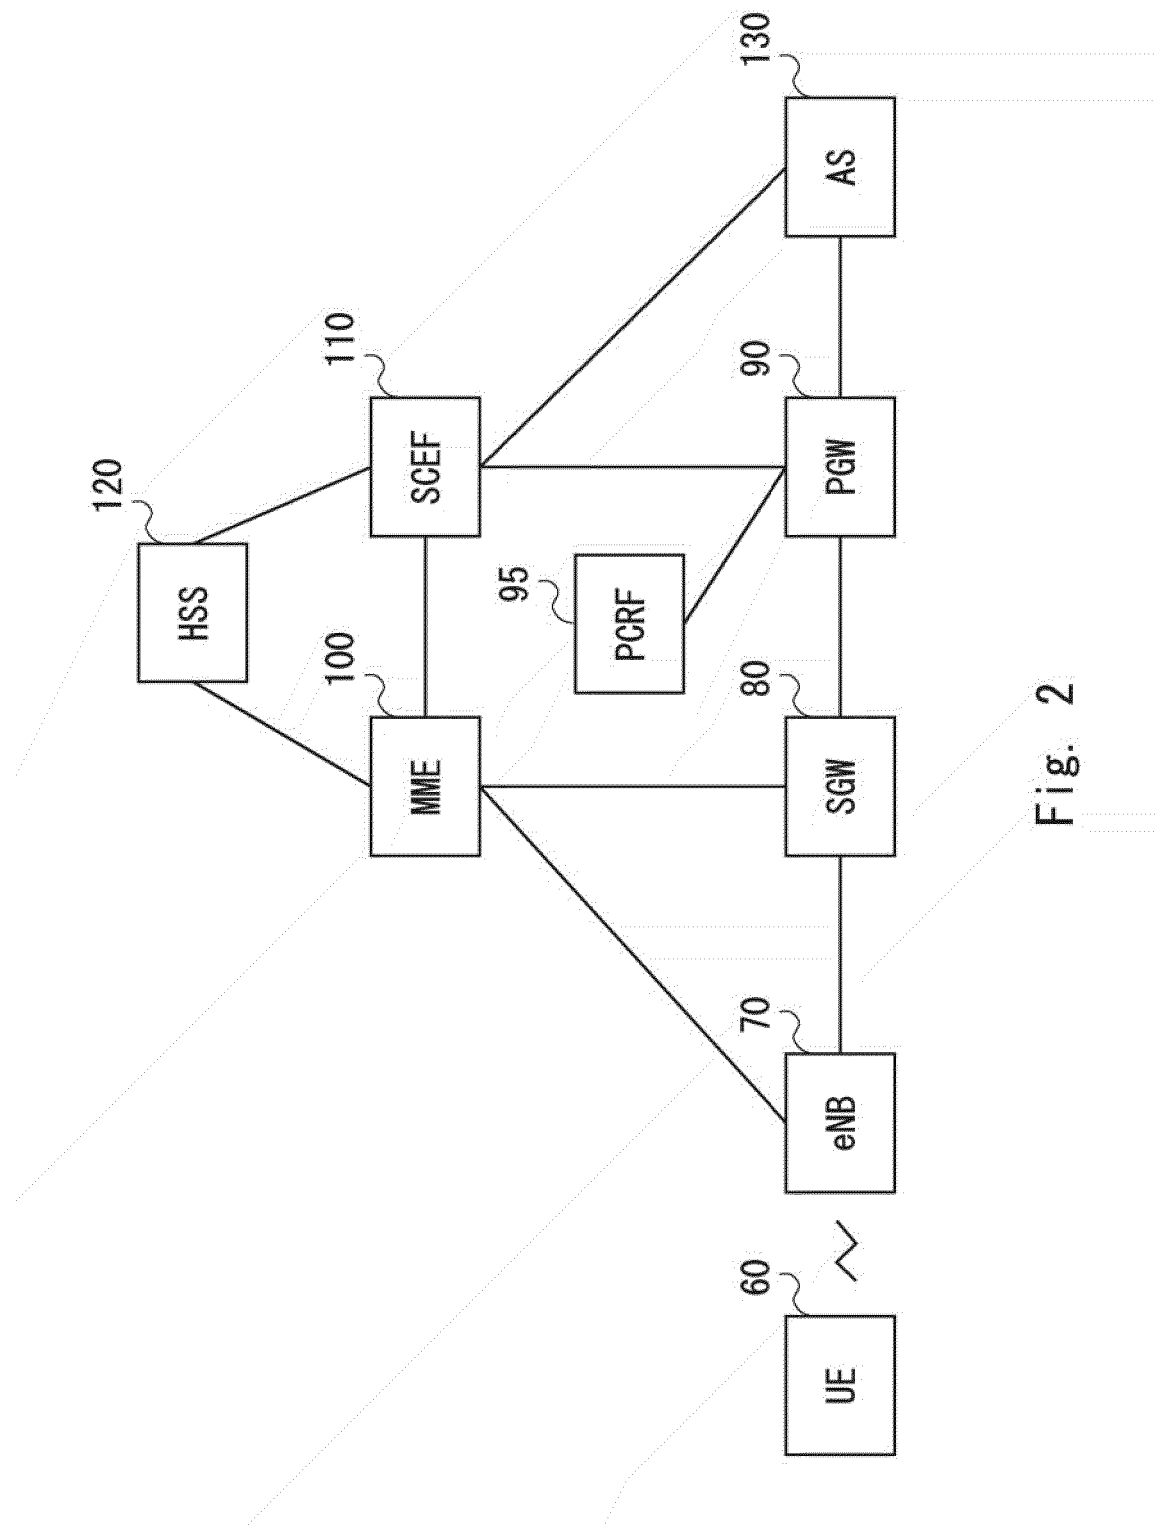 120
HSS
100
110
MME
SCEF
95
PCRF
60
70
80
90
130
UE
eNB
SGW
PGW
AS
Fig. 2